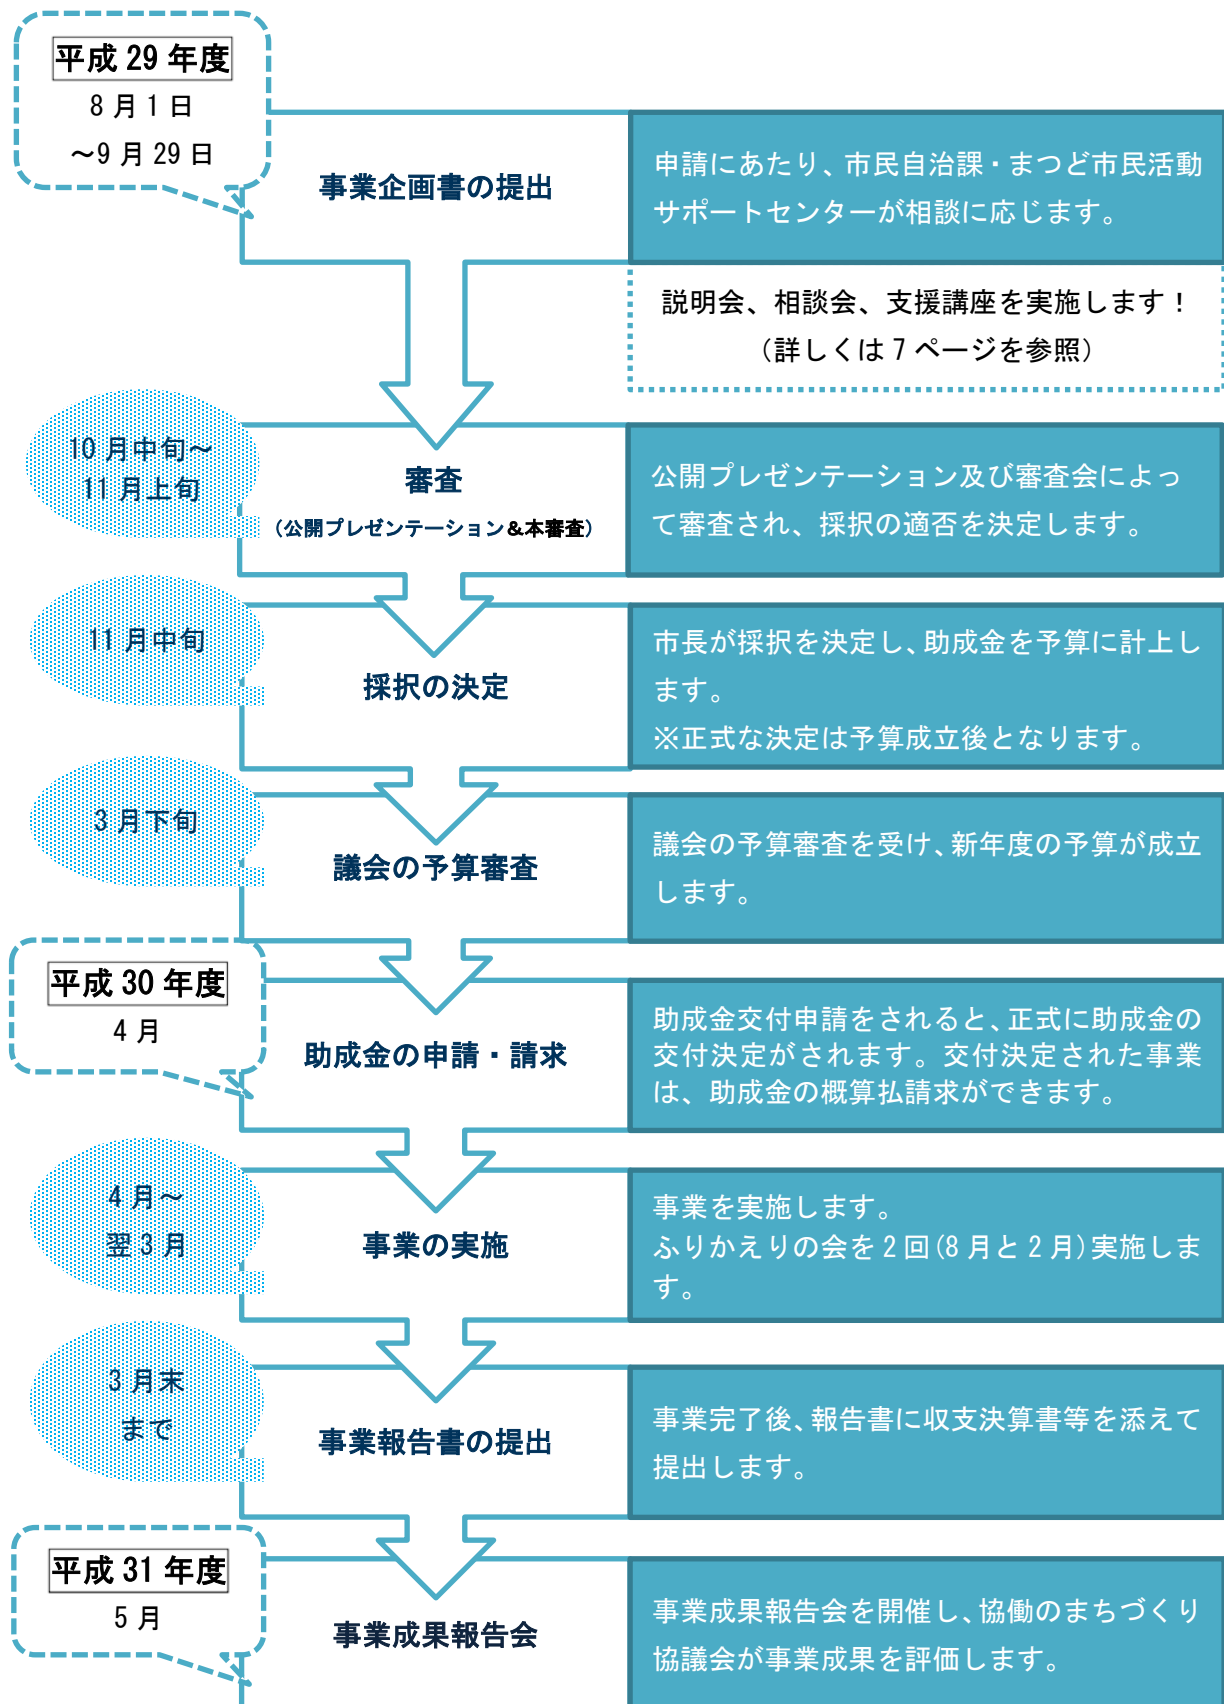 平成 29 年度
8 月 1 日
～9 月 29 日
事業企画書の提出
申請にあたり、市民自治課・まつど市民活動
サポートセンターが相談に応じます。
説明会、相談会、支援講座を実施します！
（詳しくは 7 ページを参照）
10 月中旬～
11 月上旬
審査
（公開プレゼンテーション&本審査）
公開プレゼンテーション及び審査会によっ
て審査され、採択の適否を決定します。
11 月中旬
採択の決定
市長が採択を決定し、助成金を予算に計上し
ます。
※正式な決定は予算成立後となります。
3 月下旬
議会の予算審査
議会の予算審査を受け、新年度の予算が成立
します。
平成 30 年度
4 月
助成金の申請・請求
助成金交付申請をされると、正式に助成金の
交付決定がされます。交付決定された事業
は、助成金の概算払請求ができます。
4 月～
翌 3 月
事業の実施
事業を実施します。
ふりかえりの会を 2 回(8 月と 2 月)実施しま
す。
3 月末
まで
事業報告書の提出
事業完了後、報告書に収支決算書等を添えて
提出します。
平成 31 年度
5 月
事業成果報告会
事業成果報告会を開催し、協働のまちづくり
協議会が事業成果を評価します。